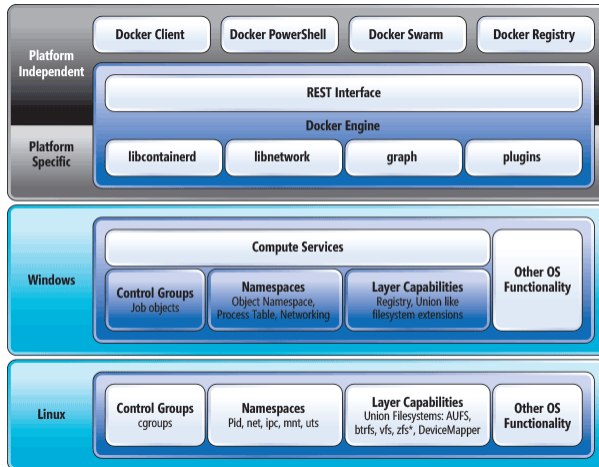 Platform
Independent
Docker Client
Docker PowerShell
Docker Swarm
Docker Registry
REST Interface
Docker Engine
Platform
Specific
libcontainerd
libnetwork
graph
plugins
Windows
Compute Services
Control Groups
Job objects
Namespaces
Object Namespace,
Process Table, Networking
Layer Capabilities
Registry, Union like
filesystem extensions
Other OS
Functionality
Linux
Control Groups
cgroups
Namespaces
Pid, net, ipc, mnt, uts
Layer Capabilities
Union Filesystems: AUFS,
btrfs, vfs, zfs*, DeviceMapper
Other OS
Functionality